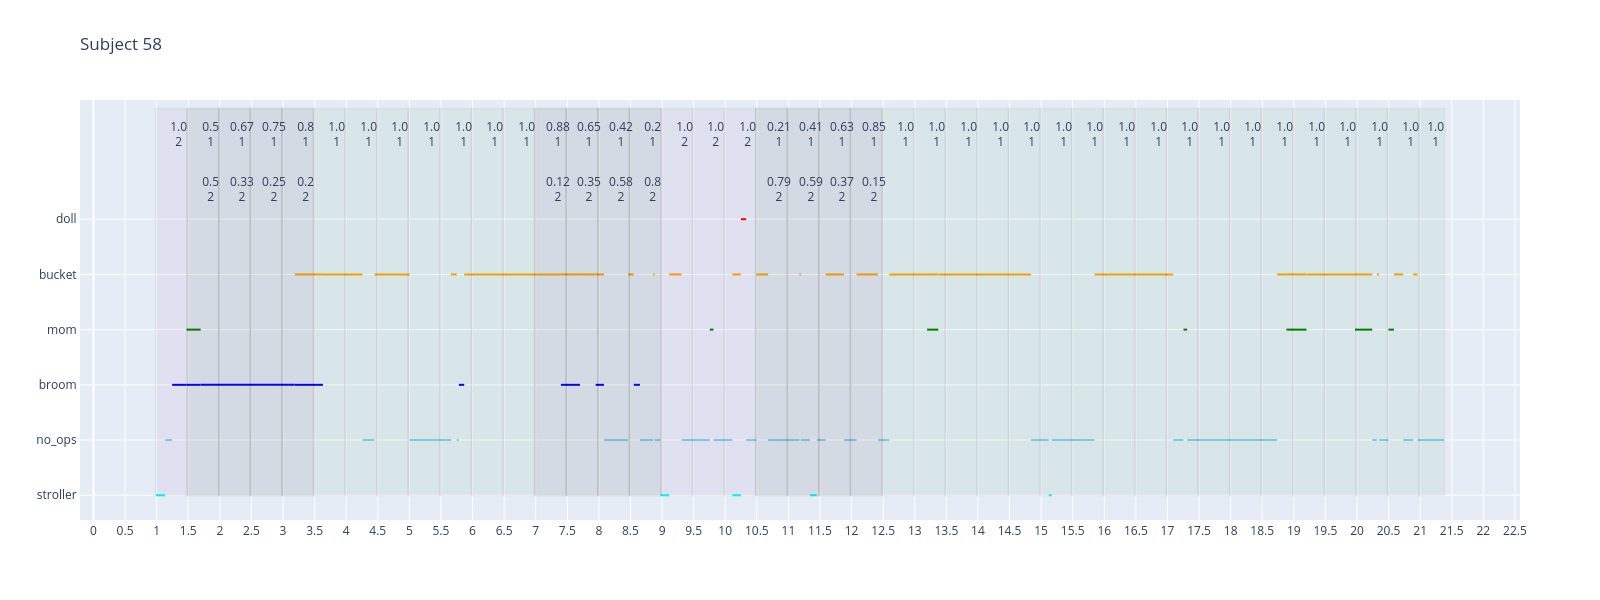 Subject 58
1.0 0.5 0.67 0.75 0.8 1.0 1.0 1.0 1.0 1.0 1.0 1.0 0.88 0.65 0.42 0.2 1.0 1.0 1.0 0.21 0.41 0.63 0.85 1.0 1.0 1.0 1.0 1.0 1.0 1.0 1.0 1.0 1.0 1.0 1.0 1.0 1.0 1.0 1.0 1.0 1.0
2 1 1 1 1 1 1 1 1 1 1 1 1 1 1 1 2 2 2 1 1 1 1 1 1 1 1 1 1 1 1 1 1 1 1 1 1 1 1 1 1
0.5 0.33 0.25 0.2 0.12 0.35 0.58 0.8 0.79 0.59 0.37 0.15
2 2 2 2 2 2 2 2 2 2 2 2
doll
bucket
mom
broom
no_ops
stroller
0 0.5 1 1.5 2 2.5 3 3.5 4 4.5 5 5.5 6 6.5 7 7.5 8 8.5 9 9.5 10 10.5 11 11.5 12 12.5 13 13.5 14 14.5 15 15.5 16 16.5 17 17.5 18 18.5 19 19.5 20 20.5 21 21.5 22 22.5